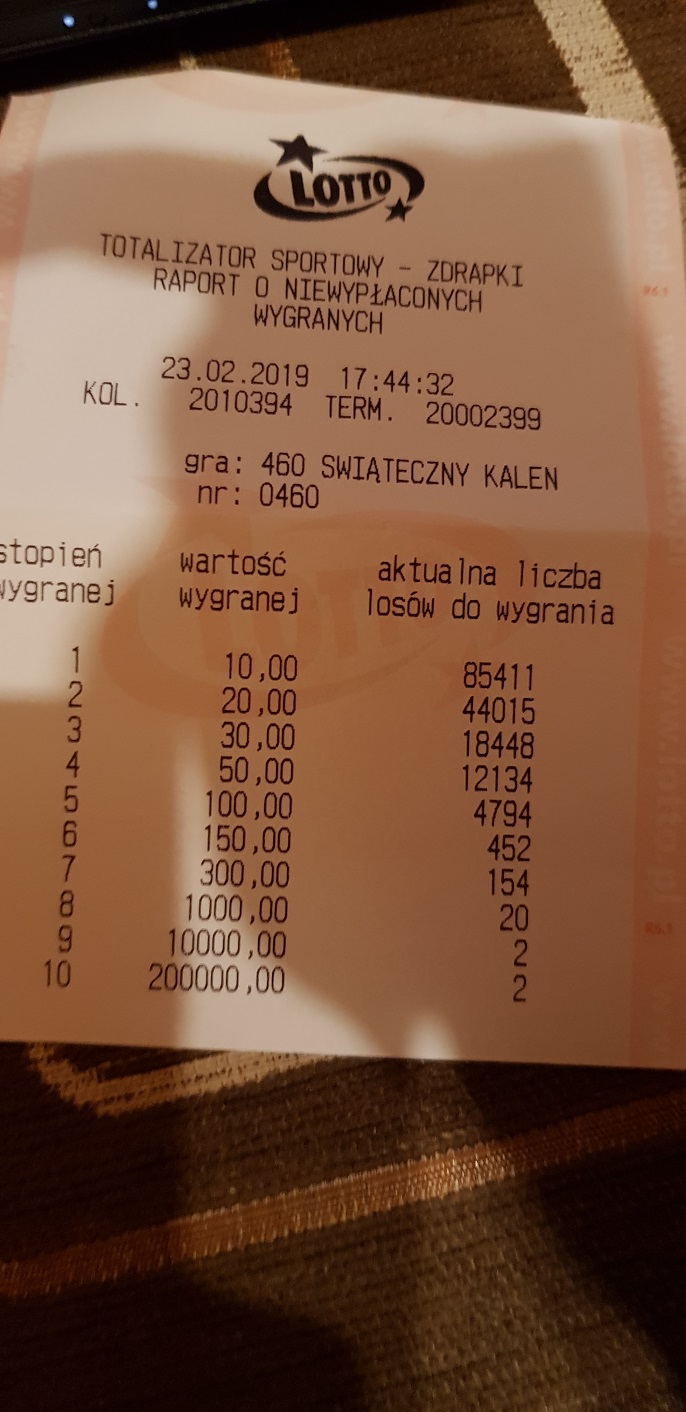 LOTTO
TOTALIZATOR SPORTOWY - ZDRAPKI
RAPORT O NIEWYPŁACONYCH
WYGRANYCH
23.02.2019 17:44:32
KOL. 2010394 TERM. 20002399
gra: 460 SWIĄTECZNY KALEN
nr: 0460
stopień wartość aktualna liczba
wygranej wygranej losów do wygrania
1 10,00 85411
2 20,00 44015
3 30,00 18448
4 50,00 12134
5 100,00 4794
6 150,00 452
7 300,00 154
8 1000,00 20
9 10000,00 2
10 200000,00 2